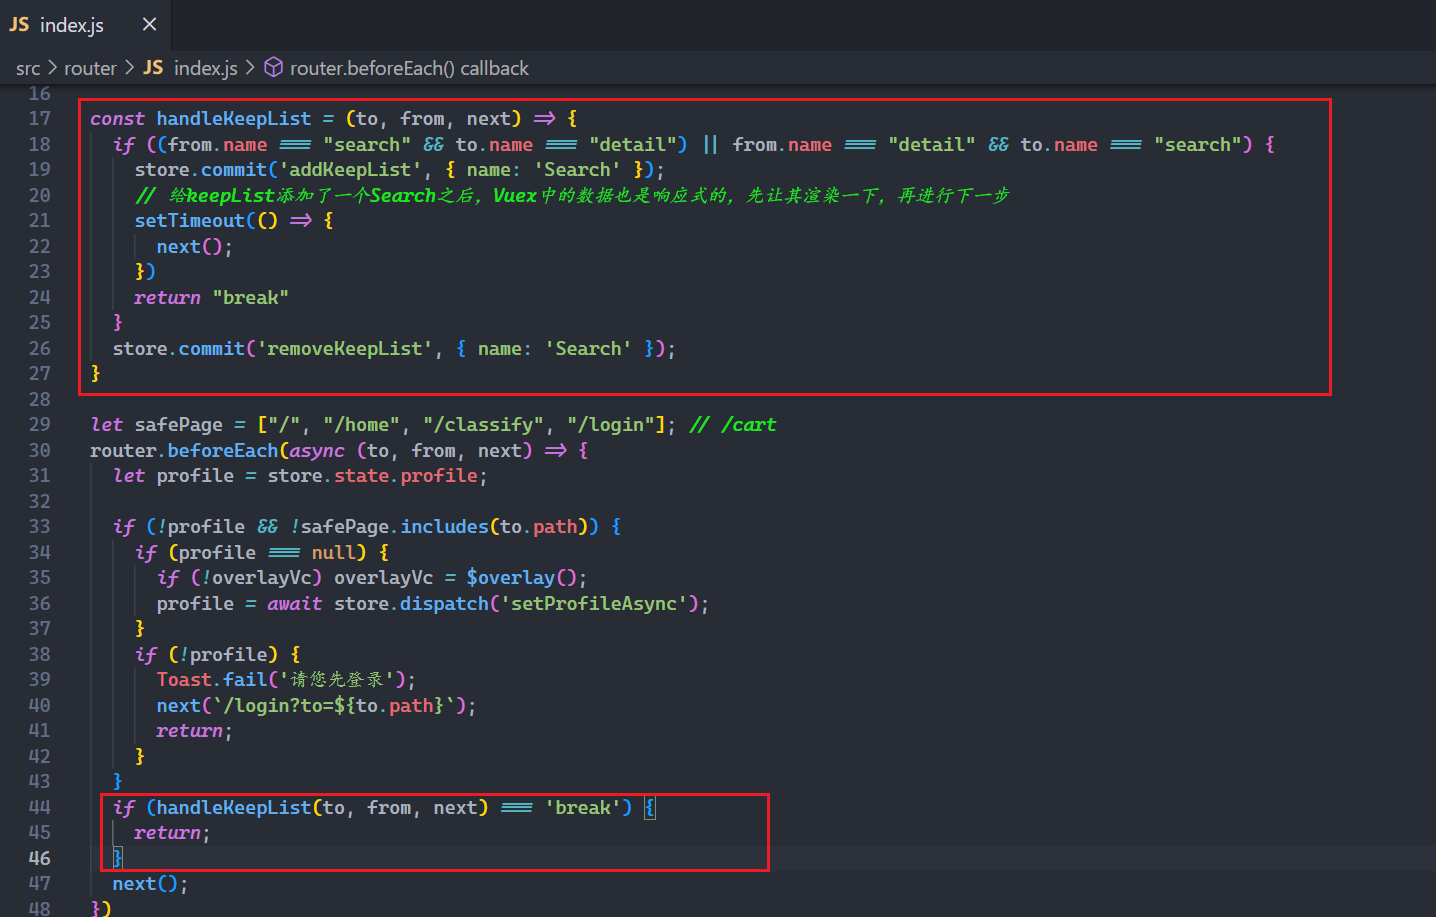 JS index.js ×
src > router > JS index.js > router.beforeEach() callback
16
17 const handleKeepList = (to, from, next) => {
18   if ((from.name === "search" && to.name === "detail") || from.name === "detail" && to.name === "search") {
19     store.commit('addKeepList', { name: 'Search' });
20     // 给keepList添加了一个Search之后，Vuex中的数据也是响应式的，先让其渲染一下，再进行下一步
21     setTimeout(() => {
22       next();
23     })
24     return "break"
25   }
26   store.commit('removeKeepList', { name: 'Search' });
27 }
28
29 let safePage = ["/", "/home", "/classify", "/login"]; // /cart
30 router.beforeEach(async (to, from, next) => {
31   let profile = store.state.profile;
32
33   if (!profile && !safePage.includes(to.path)) {
34     if (profile === null) {
35       if (!overlayVc) overlayVc = $overlay();
36       profile = await store.dispatch('setProfileAsync');
37     }
38     if (!profile) {
39       Toast.fail('请您先登录');
40       next(`/login?to=${to.path}`);
41       return;
42     }
43   }
44   if (handleKeepList(to, from, next) === 'break') {
45     return;
46   }
47   next();
48 })